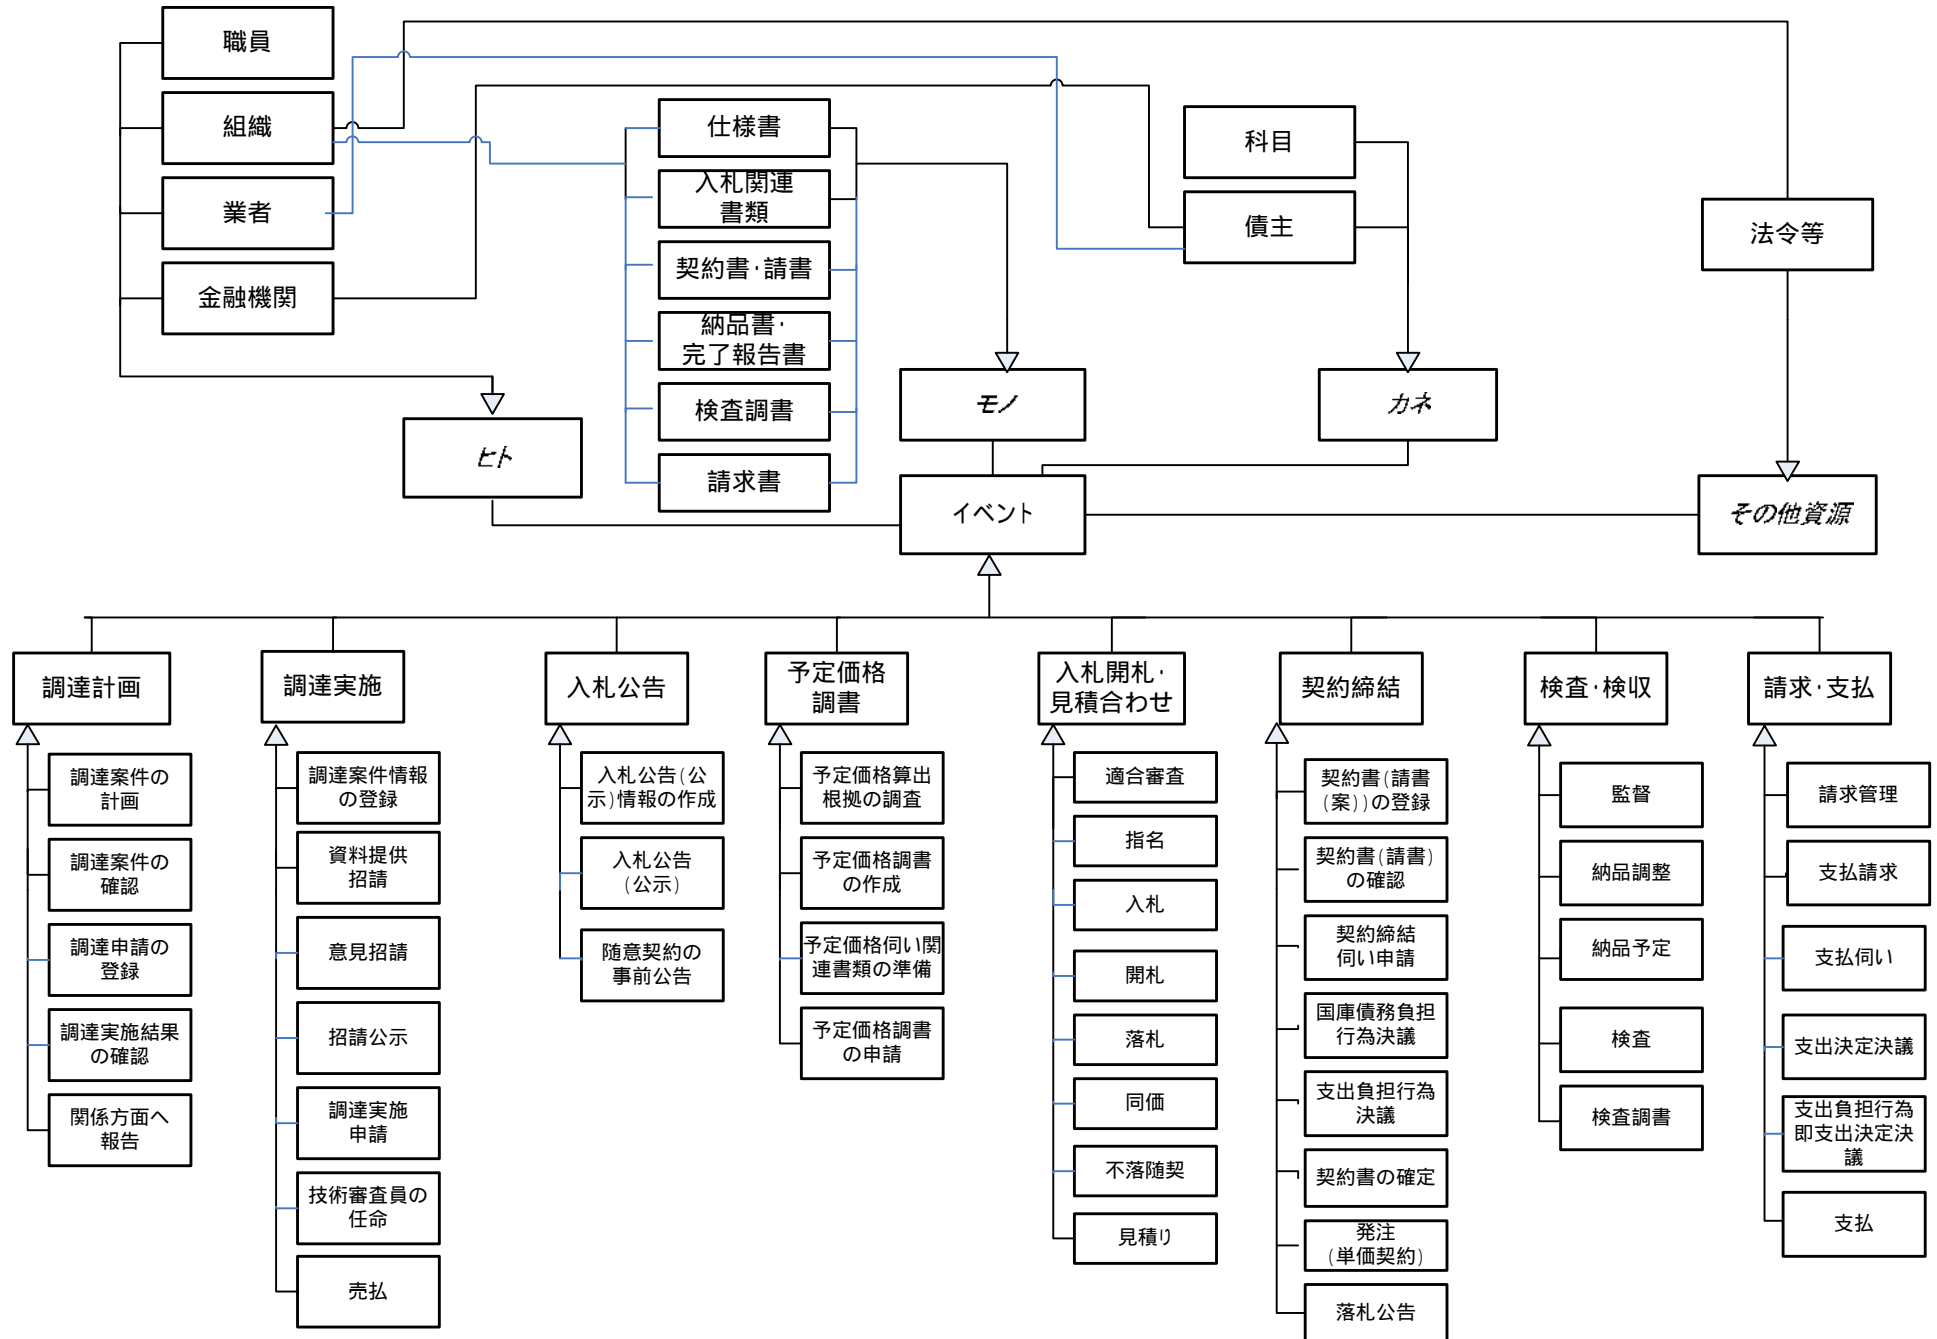 職員
組織
業者
金融機関
仕様書
入札関連
書類
契約書・請書
納品書・
完了報告書
検査調書
請求書
科目
債主
法令等
ヒト
モノ
カネ
イベント
その他資源
調達計画
調達案件の
計画
調達案件の
確認
調達申請の
登録
調達実施結果
の確認
関係方面へ
報告
調達実施
調達案件情報
の登録
資料提供
招請
意見招請
招請公示
調達実施
申請
技術審査員の
任命
売払
入札公告
入札公告(公
示)情報の作成
入札公告
(公示)
随意契約の
事前公告
予定価格
調書
予定価格算出
根拠の調査
予定価格調書
の作成
予定価格伺い関
連書類の準備
予定価格調書
の申請
入札開札・
見積合わせ
適合審査
指名
入札
開札
落札
同価
不落随契
見積り
契約締結
契約書(請書
(案))の登録
契約書(請書)
の確認
契約締結
伺い申請
国庫債務負担
行為決議
支出負担行為
決議
契約書の確定
発注
(単価契約)
落札公告
検査・検収
監督
納品調整
納品予定
検査
検査調書
請求・支払
請求管理
支払請求
支払伺い
支出決定決議
支出負担行為
即支出決定決
議
支払